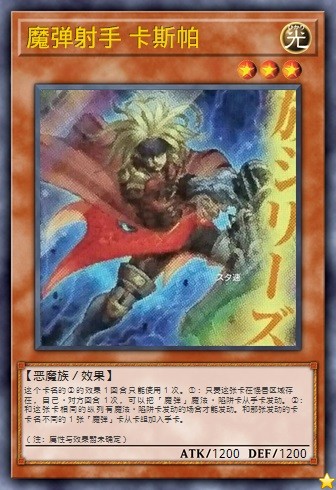 魔弹射手 卡斯帕
光
族シリーズ
スタ速
【恶魔族／效果】
这个卡名的①的效果1回合只能使用1次。①：只要这张卡在怪兽区域存
在，自己·对方回合1次，可以把「魔弹」魔法·陷阱卡从手卡发动。②：
和这张卡相同的纵列有魔法·陷阱卡发动的场合才能发动。和那张发动的卡
卡名不同的1张「魔弹」卡从卡组加入手卡。
（注：属性与效果暂未确定）
ATK/1200 DEF/1200